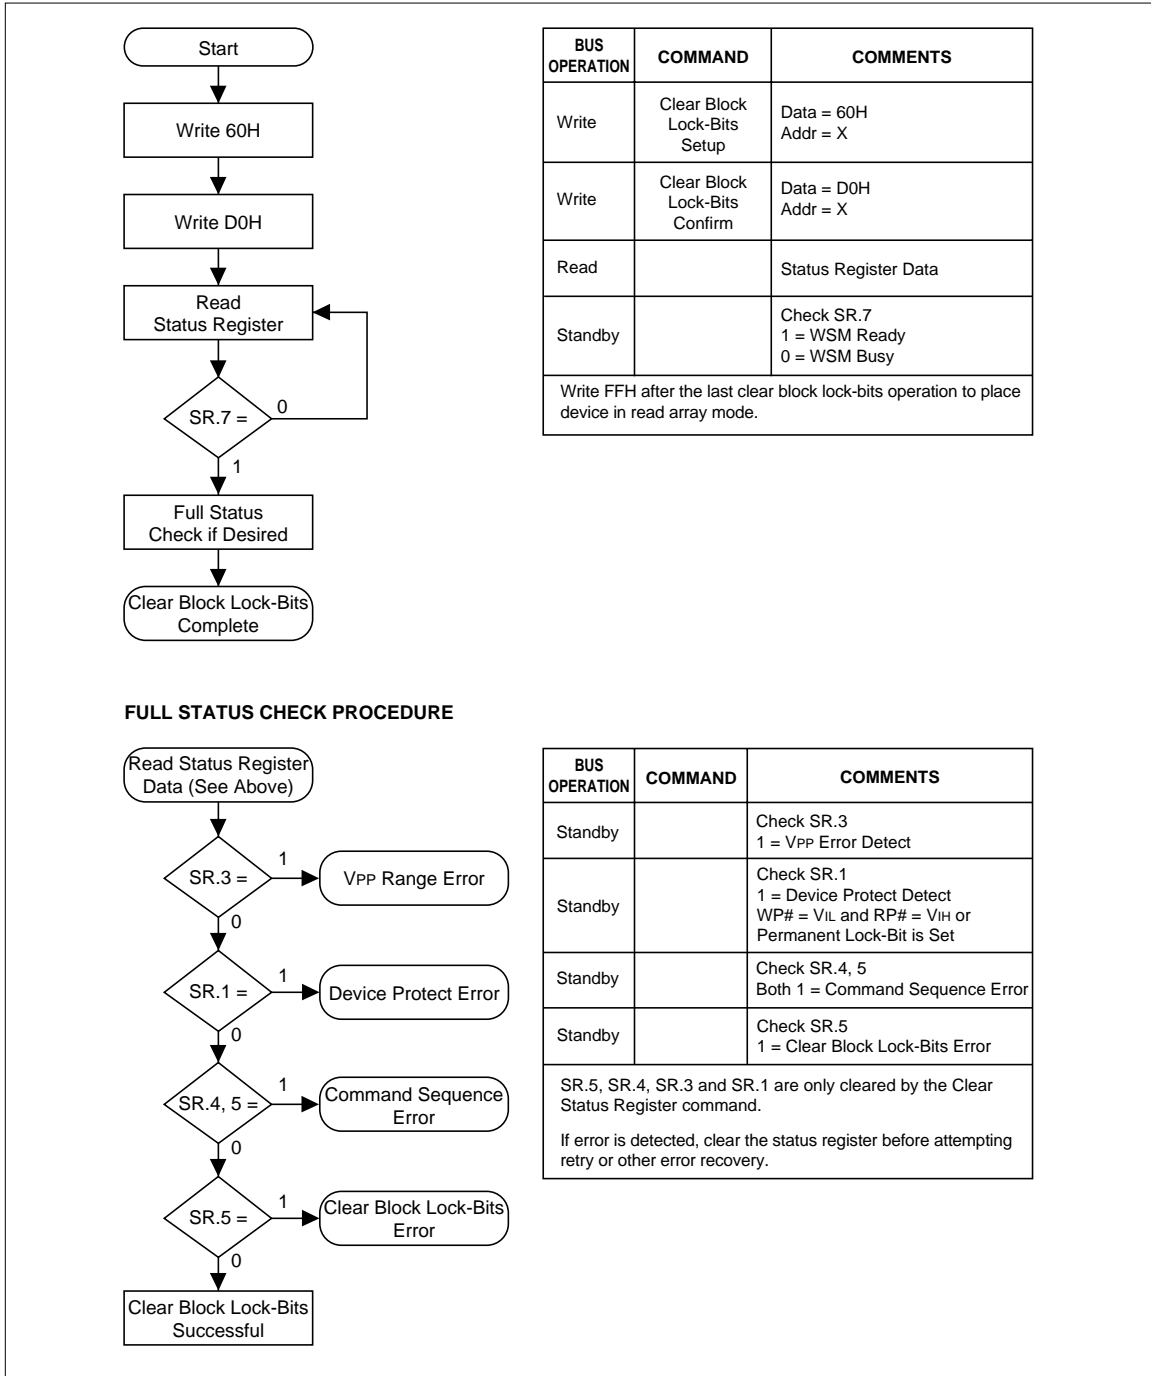 Start
Write 60H
Write D0H
Read
Status Register
SR.7 =
0
1
Full Status
Check if Desired
Clear Block Lock-Bits
Complete
BUS
OPERATION
COMMAND
COMMENTS
Write
Clear Block
Lock-Bits
Setup
Data = 60H
Addr = X
Write
Clear Block
Lock-Bits
Confirm
Data = D0H
Addr = X
Read
Status Register Data
Standby
Check SR.7
1 = WSM Ready
0 = WSM Busy
Write FFH after the last clear block lock-bits operation to place
device in read array mode.
FULL STATUS CHECK PROCEDURE
Read Status Register
Data (See Above)
SR.3 =
1
VPP Range Error
0
SR.1 =
1
Device Protect Error
0
SR.4, 5 =
1
Command Sequence
Error
0
SR.5 =
1
Clear Block Lock-Bits
Error
0
Clear Block Lock-Bits
Successful
BUS
OPERATION
COMMAND
COMMENTS
Standby
Check SR.3
1 = VPP Error Detect
Standby
Check SR.1
1 = Device Protect Detect
WP# = VIL and RP# = VIH or
Permanent Lock-Bit is Set
Standby
Check SR.4, 5
Both 1 = Command Sequence Error
Standby
Check SR.5
1 = Clear Block Lock-Bits Error
SR.5, SR.4, SR.3 and SR.1 are only cleared by the Clear
Status Register command.
If error is detected, clear the status register before attempting
retry or other error recovery.